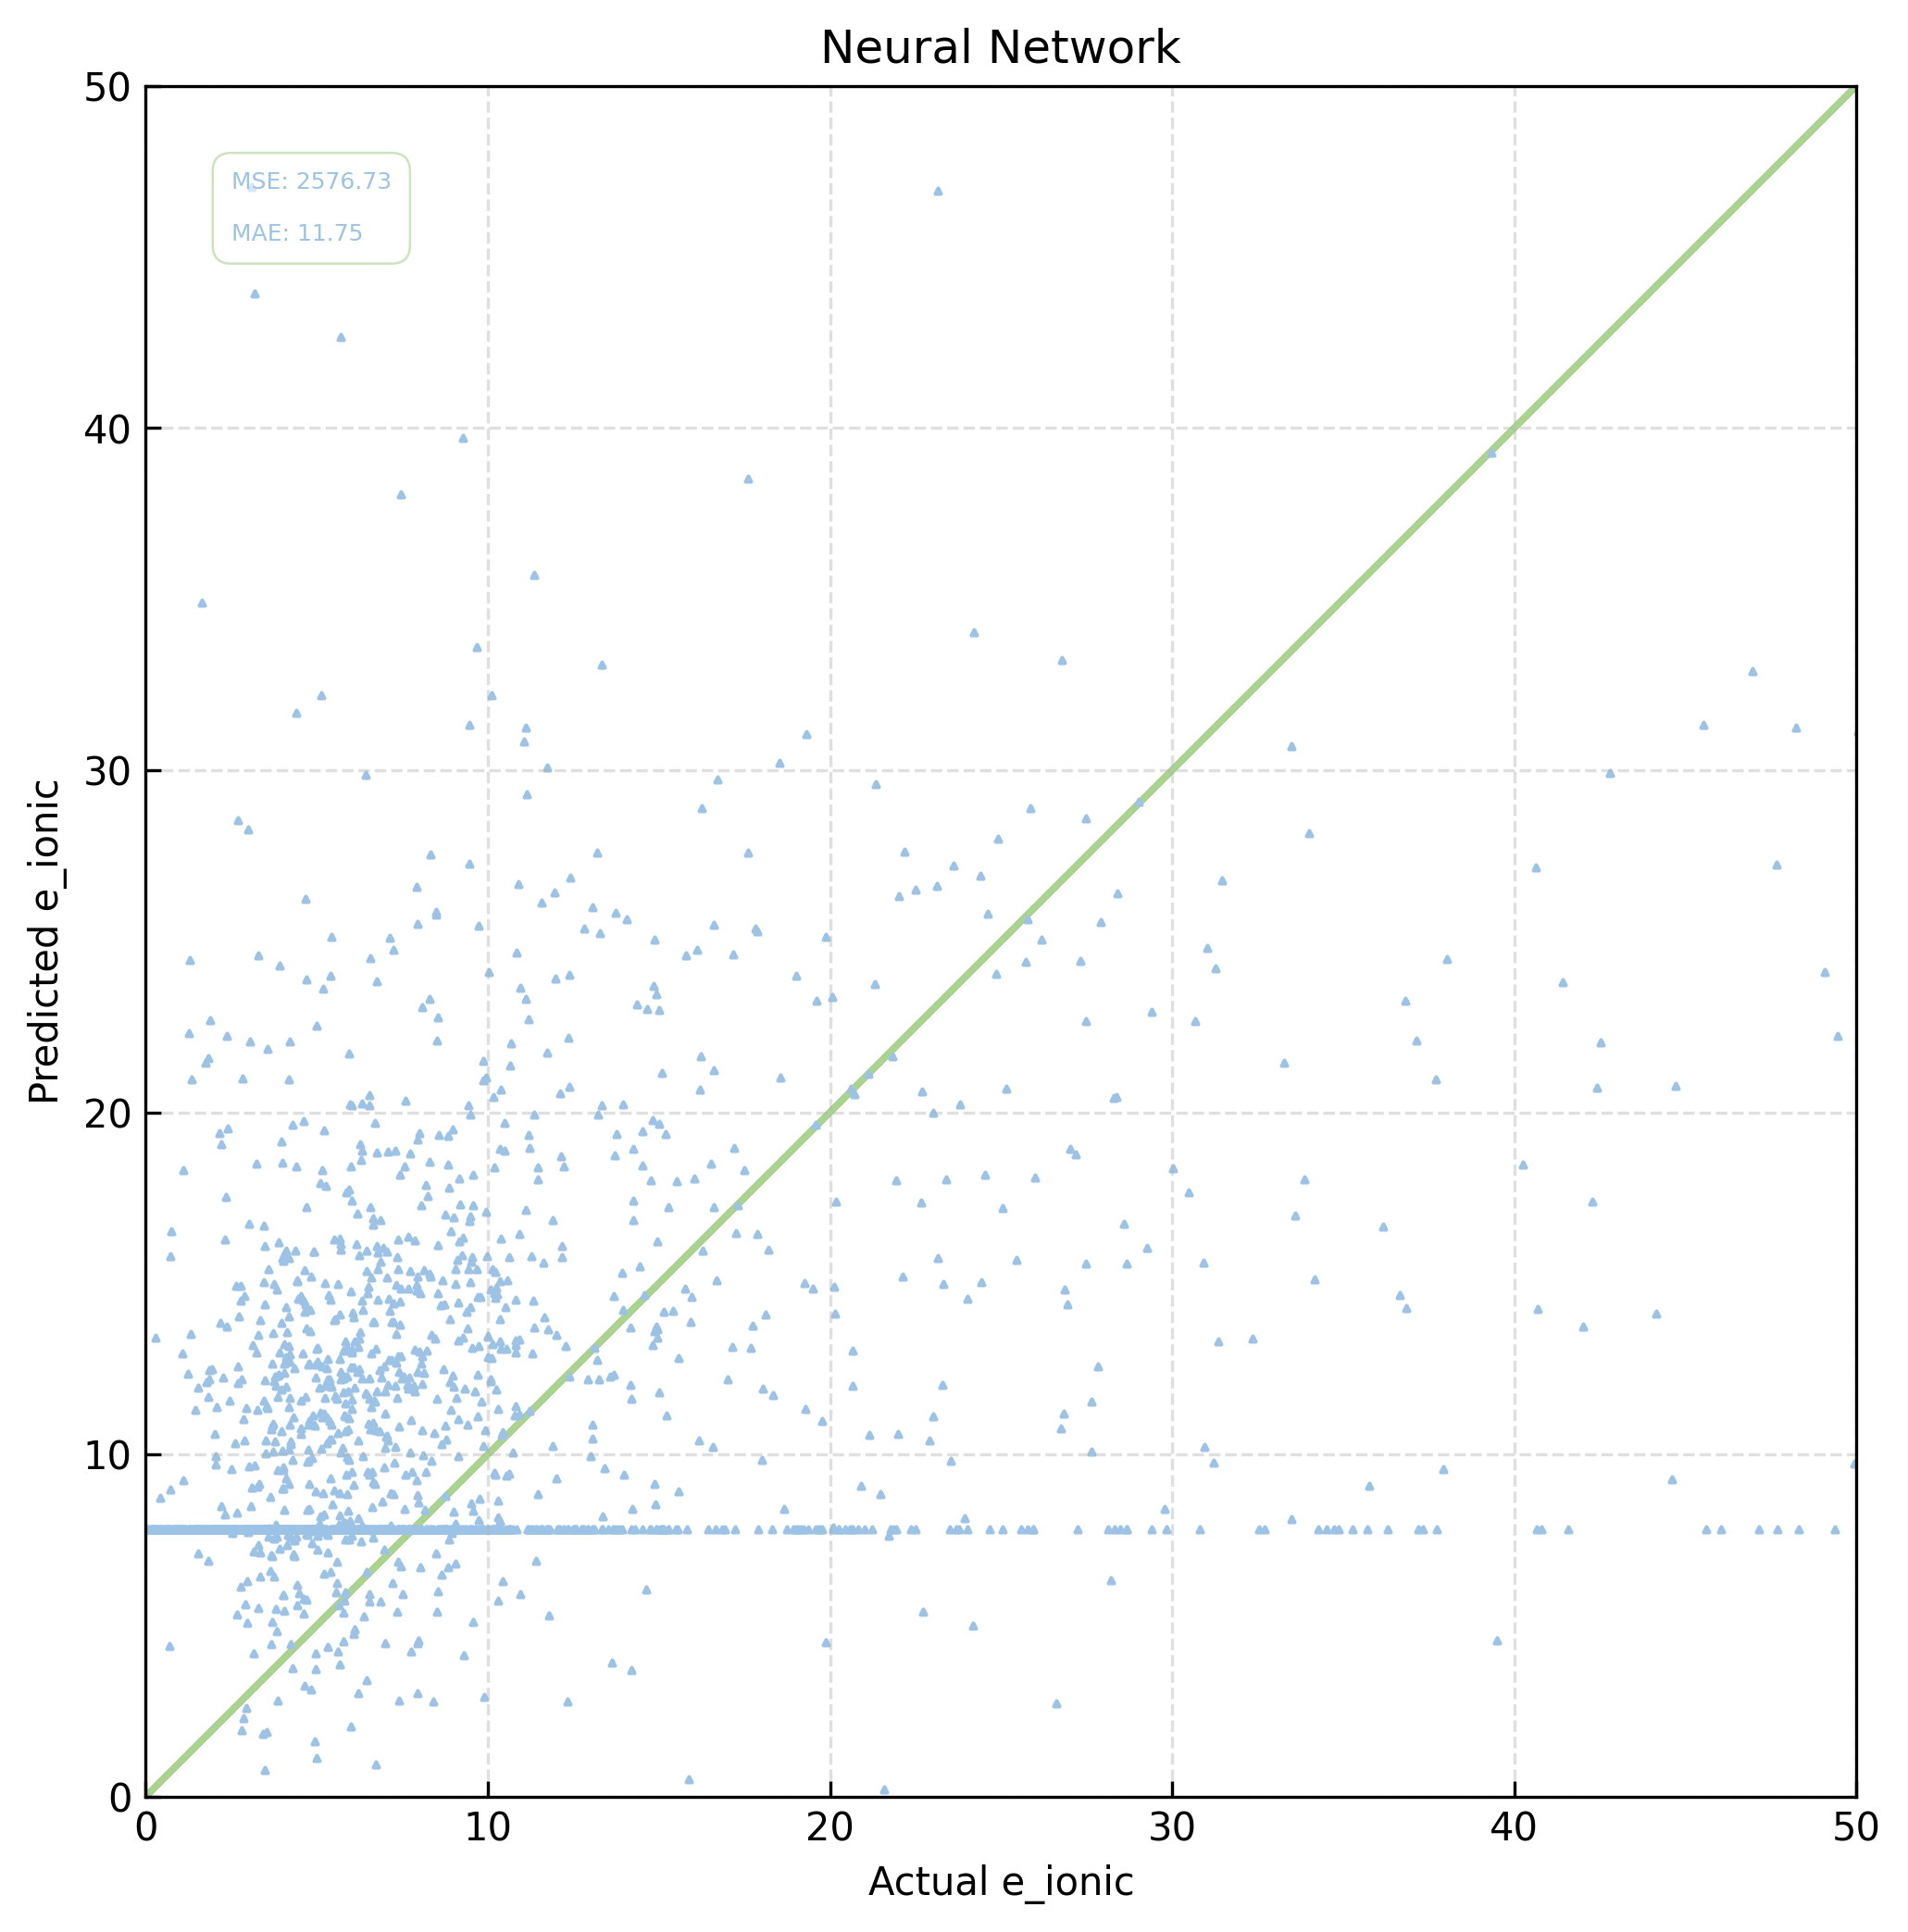 Neural Network
MSE: 2576.73
MAE: 11.75
50
40
30
20
10
0
Predicted e_ionic
0 10 20 30 40 50
Actual e_ionic